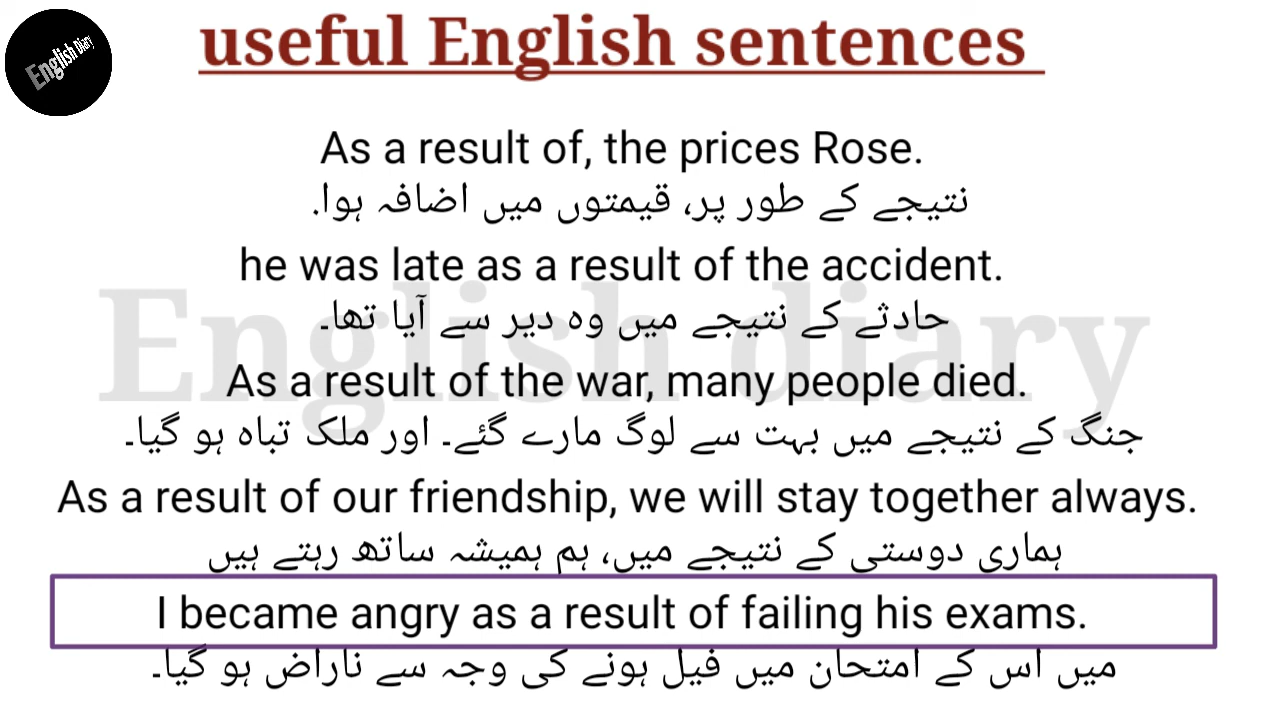 English Diary
useful English sentences
As a result of, the prices Rose.
نتیجے کے طور پر، قیمتوں میں اضافہ ہوا.
he was late as a result of the accident.
حادثے کے نتیجے میں وہ دیر سے آیا تھا۔
English diary
As a result of the war, many people died.
جنگ کے نتیجے میں بہت سے لوگ مارے گئے۔ اور ملک تباہ ہو گیا۔
As a result of our friendship, we will stay together always.
ہماری دوستی کے نتیجے میں، ہم ہمیشہ ساتھ رہتے ہیں
I became angry as a result of failing his exams.
میں اس کے امتحان میں فیل ہونے کی وجہ سے ناراض ہو گیا۔